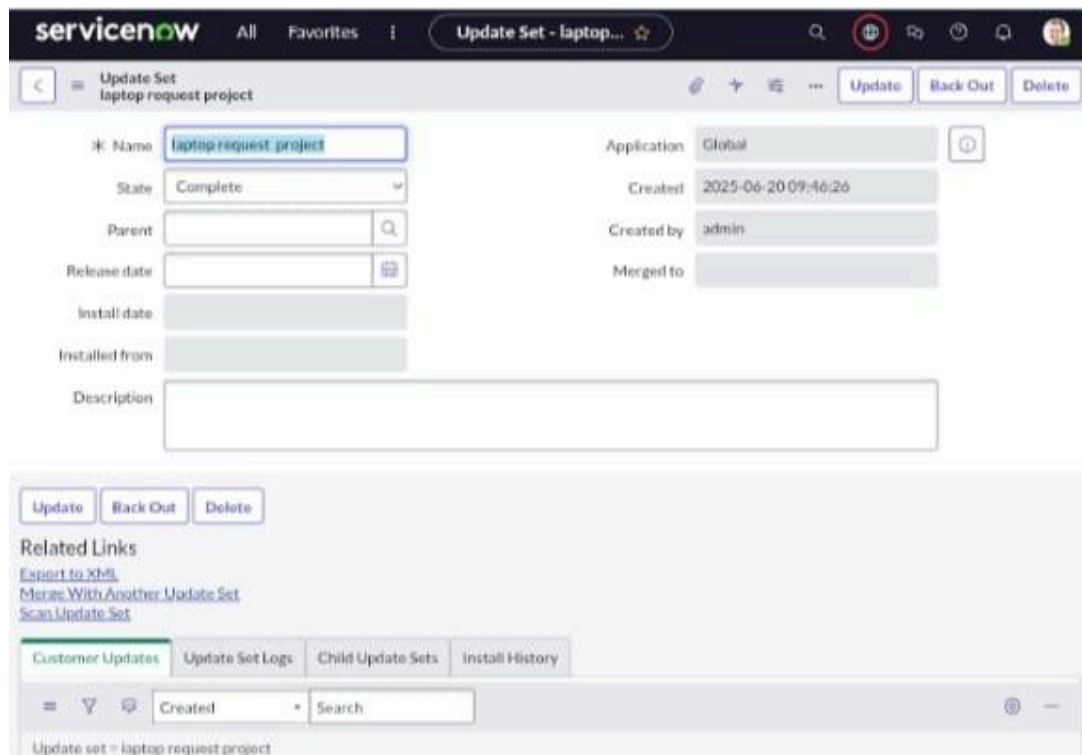 servicenow All Favorites Update Set - laptop...
Update Set
laptop request project
Update Back Out Delete
Name laptop request project
Application Global
State Complete
Created 2025-06-20 09:46:26
Parent
Created by admin
Release date
Merged to
Install date
Installed from
Description
Update Back Out Delete
Related Links
Export to XML
Merge With Another Update Set
Scan Update Set
Customer Updates Update Set Logs Child Update Sets Install History
Created Search
Update set = laptop request project